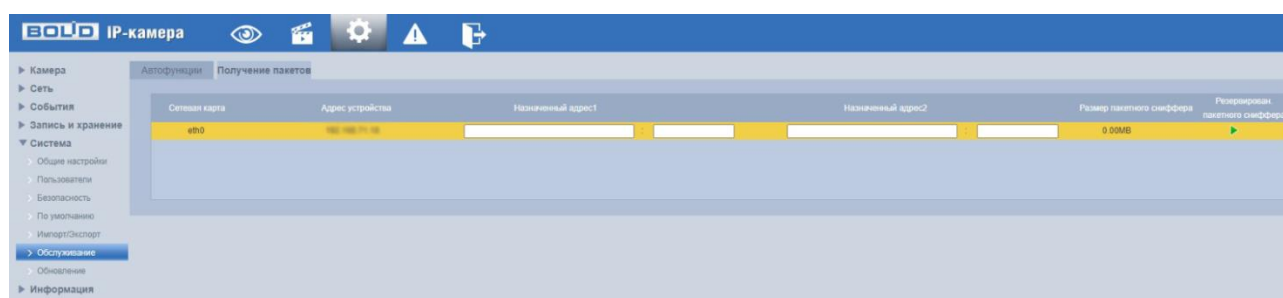 BOLID IP-камера
Камера
Сеть
События
Запись и хранение
Система
Общие настройки
Пользователи
Безопасность
По умолчанию
Импорт/Экспорт
Обслуживание
Обновление
Информация
Автофункции Получение пакетов
Сетевая карта Адрес устройства Назначенный адрес1 Назначенный адрес2 Размер пакетного сниффера Резервирован. пакетного сниффера
eth0 : : 0.00MB